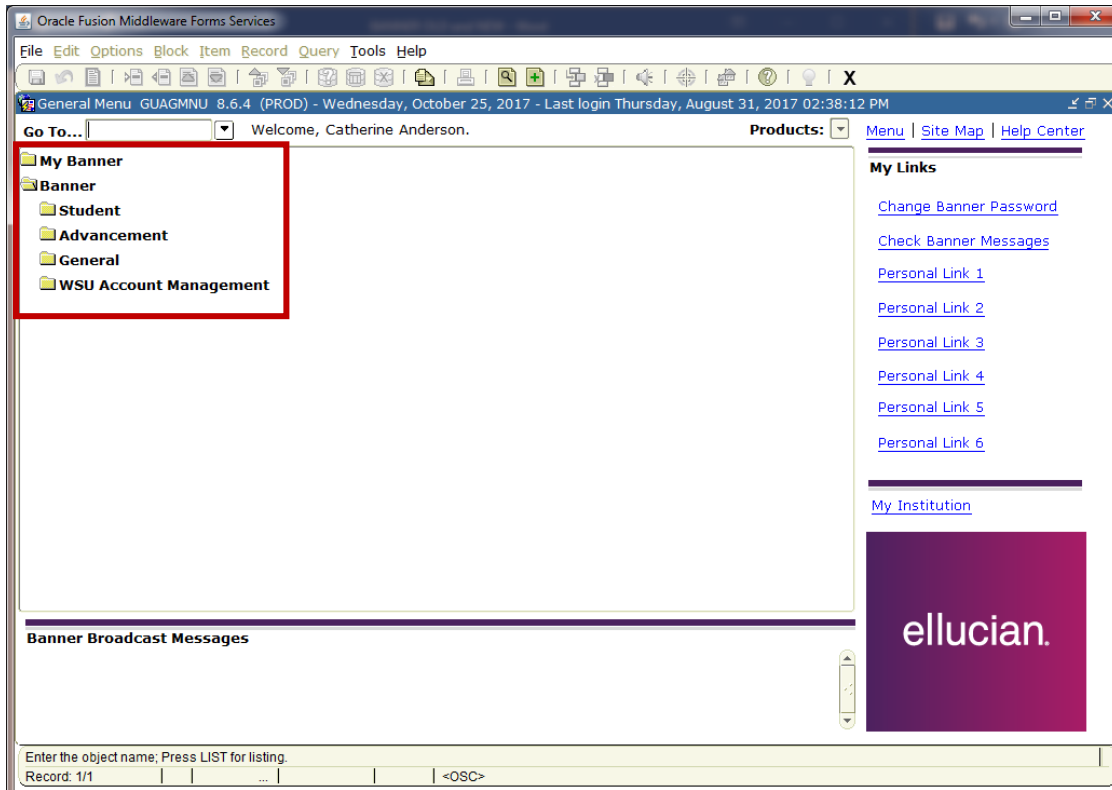 Oracle Fusion Middleware Forms Services
File Edit Options Block Item Record Query Tools Help
X
General Menu GUAGMNU 8.6.4 (PROD) - Wednesday, October 25, 2017 - Last login Thursday, August 31, 2017 02:38:12 PM
Go To... Welcome, Catherine Anderson. Products: Menu | Site Map | Help Center
My Banner
Banner
Student
Advancement
General
WSU Account Management
My Links
Change Banner Password
Check Banner Messages
Personal Link 1
Personal Link 2
Personal Link 3
Personal Link 4
Personal Link 5
Personal Link 6
My Institution
ellucian.
Banner Broadcast Messages
Enter the object name; Press LIST for listing.
Record: 1/1 ... <OSC>